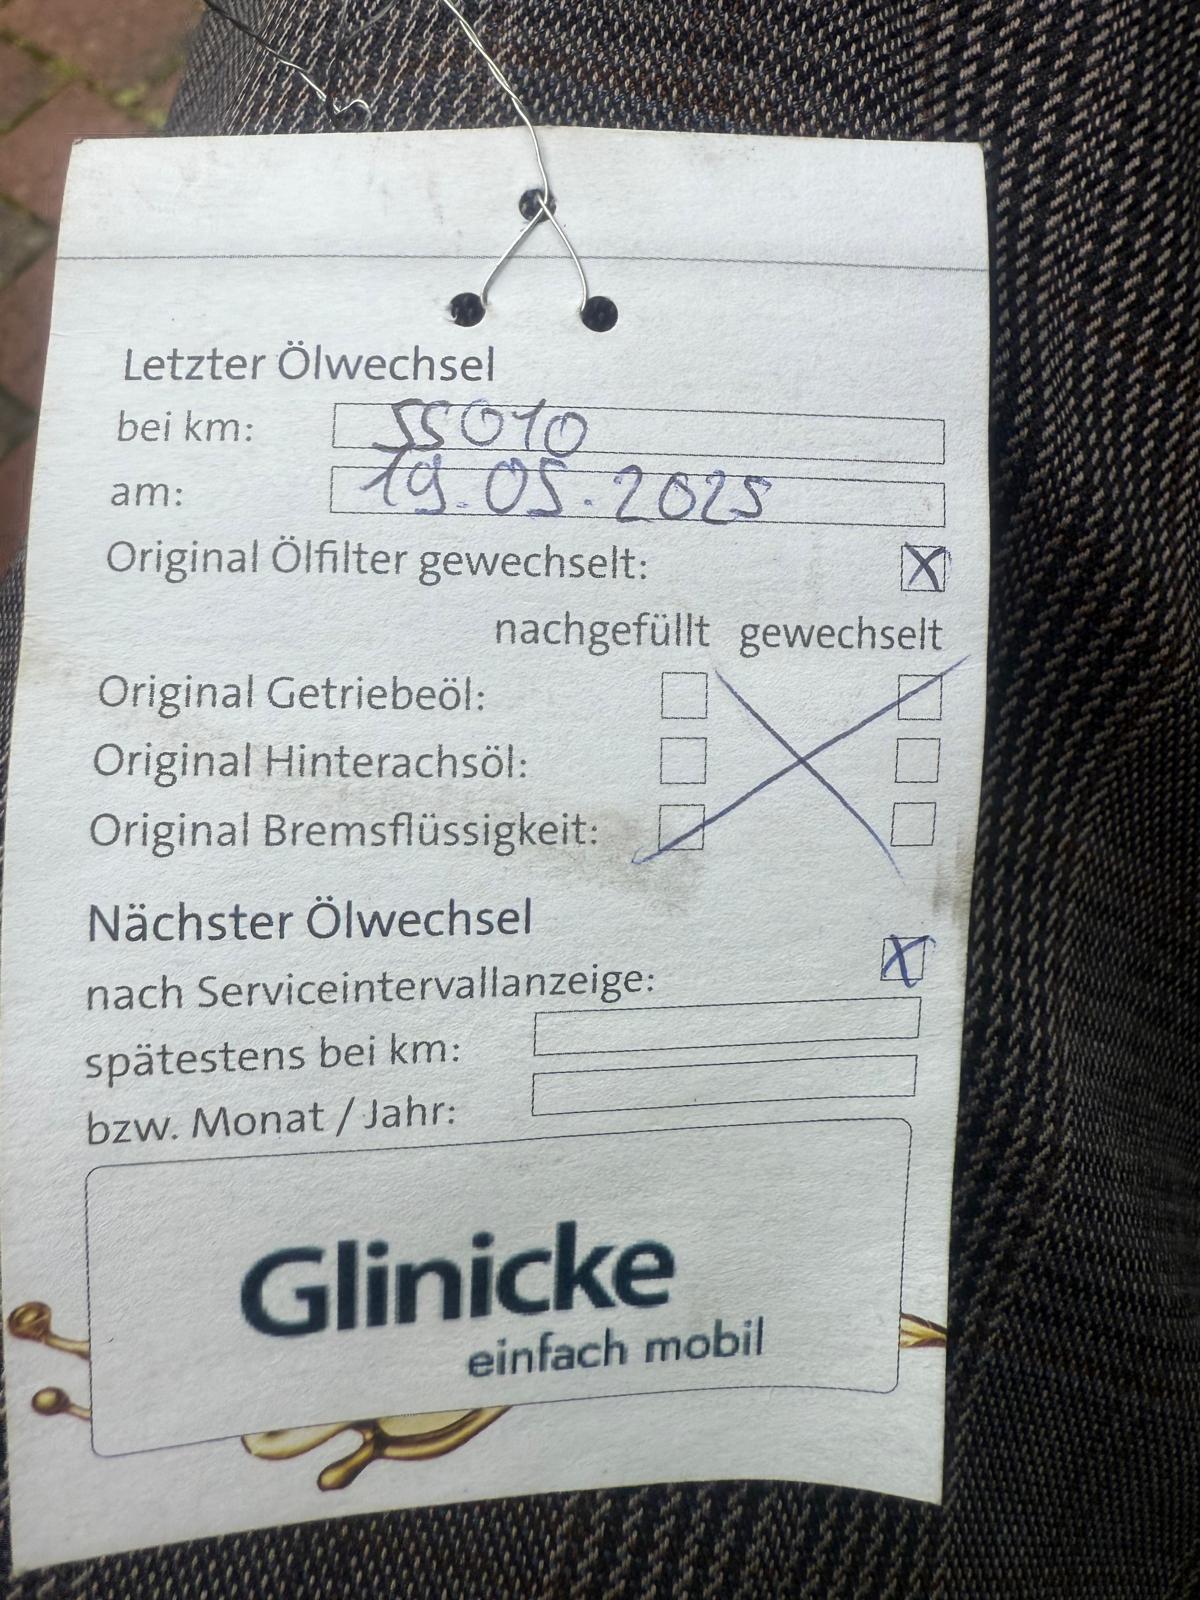 Letzter Ölwechsel
bei km: 55010
am: 19.05.2025
Original Ölfilter gewechselt: X
nachgefüllt gewechselt
Original Getriebeöl:
Original Hinterachsöl:
Original Bremsflüssigkeit:
Nächster Ölwechsel
nach Serviceintervallanzeige: X
spätestens bei km:
bzw. Monat / Jahr:
Glinicke
einfach mobil